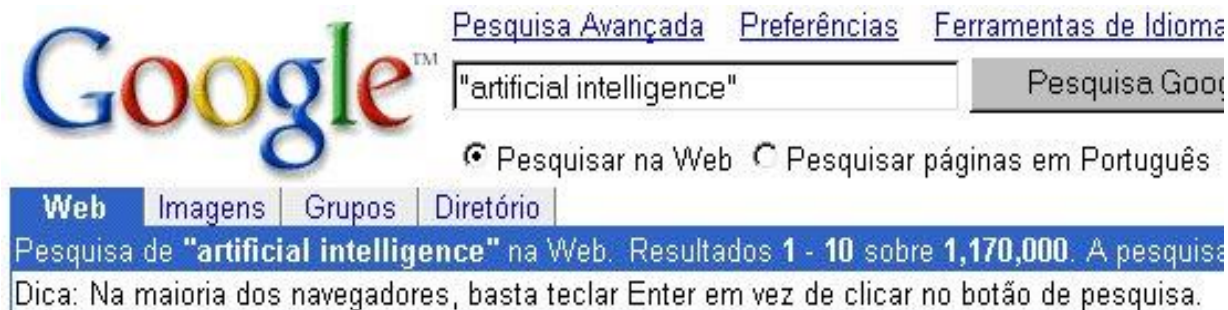 Google™
Pesquisa Avançada Preferências Ferramentas de Idioma
"artificial intelligence" Pesquisa Goog
Pesquisar na Web Pesquisar páginas em Português
Web Imagens Grupos Diretório
Pesquisa de "artificial intelligence" na Web. Resultados 1 - 10 sobre 1,170,000. A pesquisa
Dica: Na maioria dos navegadores, basta teclar Enter em vez de clicar no botão de pesquisa.